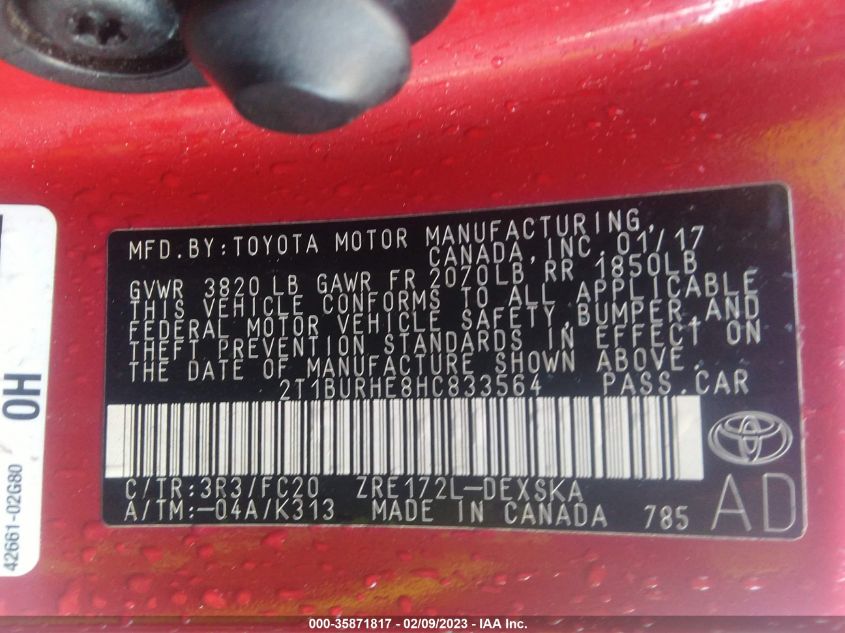 MFD.BY:TOYOTA MOTOR MANUFACTURING,
CANADA,INC. 01/17
GVWR 3820 LB GAWR FR 2070LB RR 1850LB
THIS VEHICLE CONFORMS TO ALL APPLICABLE
FEDERAL MOTOR VEHICLE SAFETY,BUMPER,AND
THEFT PREVENTION STANDARDS IN EFFECT ON
THE DATE OF MANUFACTURE SHOWN ABOVE.
2T1BURHE8HC833564 PASS.CAR
C/TR:3R3/FC20 ZRE172L-DEXSKA
A/TM:-04A/K313 MADE IN CANADA 785
AD
0H
42661-02G80
000-35871817 - 02/09/2023 - IAA Inc.